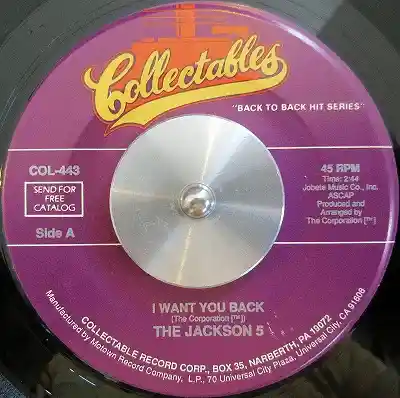 Collectables
"BACK TO BACK HIT SERIES"
COL-443
SEND FOR
FREE
CATALOG
Side A
45 RPM
Time: 2:44
Jobete Music Co., Inc.
ASCAP
Produced and
Arranged by
The Corporation [™]
I WANT YOU BACK
(The Corporation [™])
THE JACKSON 5
COLLECTABLE RECORD CORP., BOX 35, NARBERTH, PA 19072
Manufactured by Motown Record Company, L.P., 70 Universal City Plaza, Universal City, CA 91608